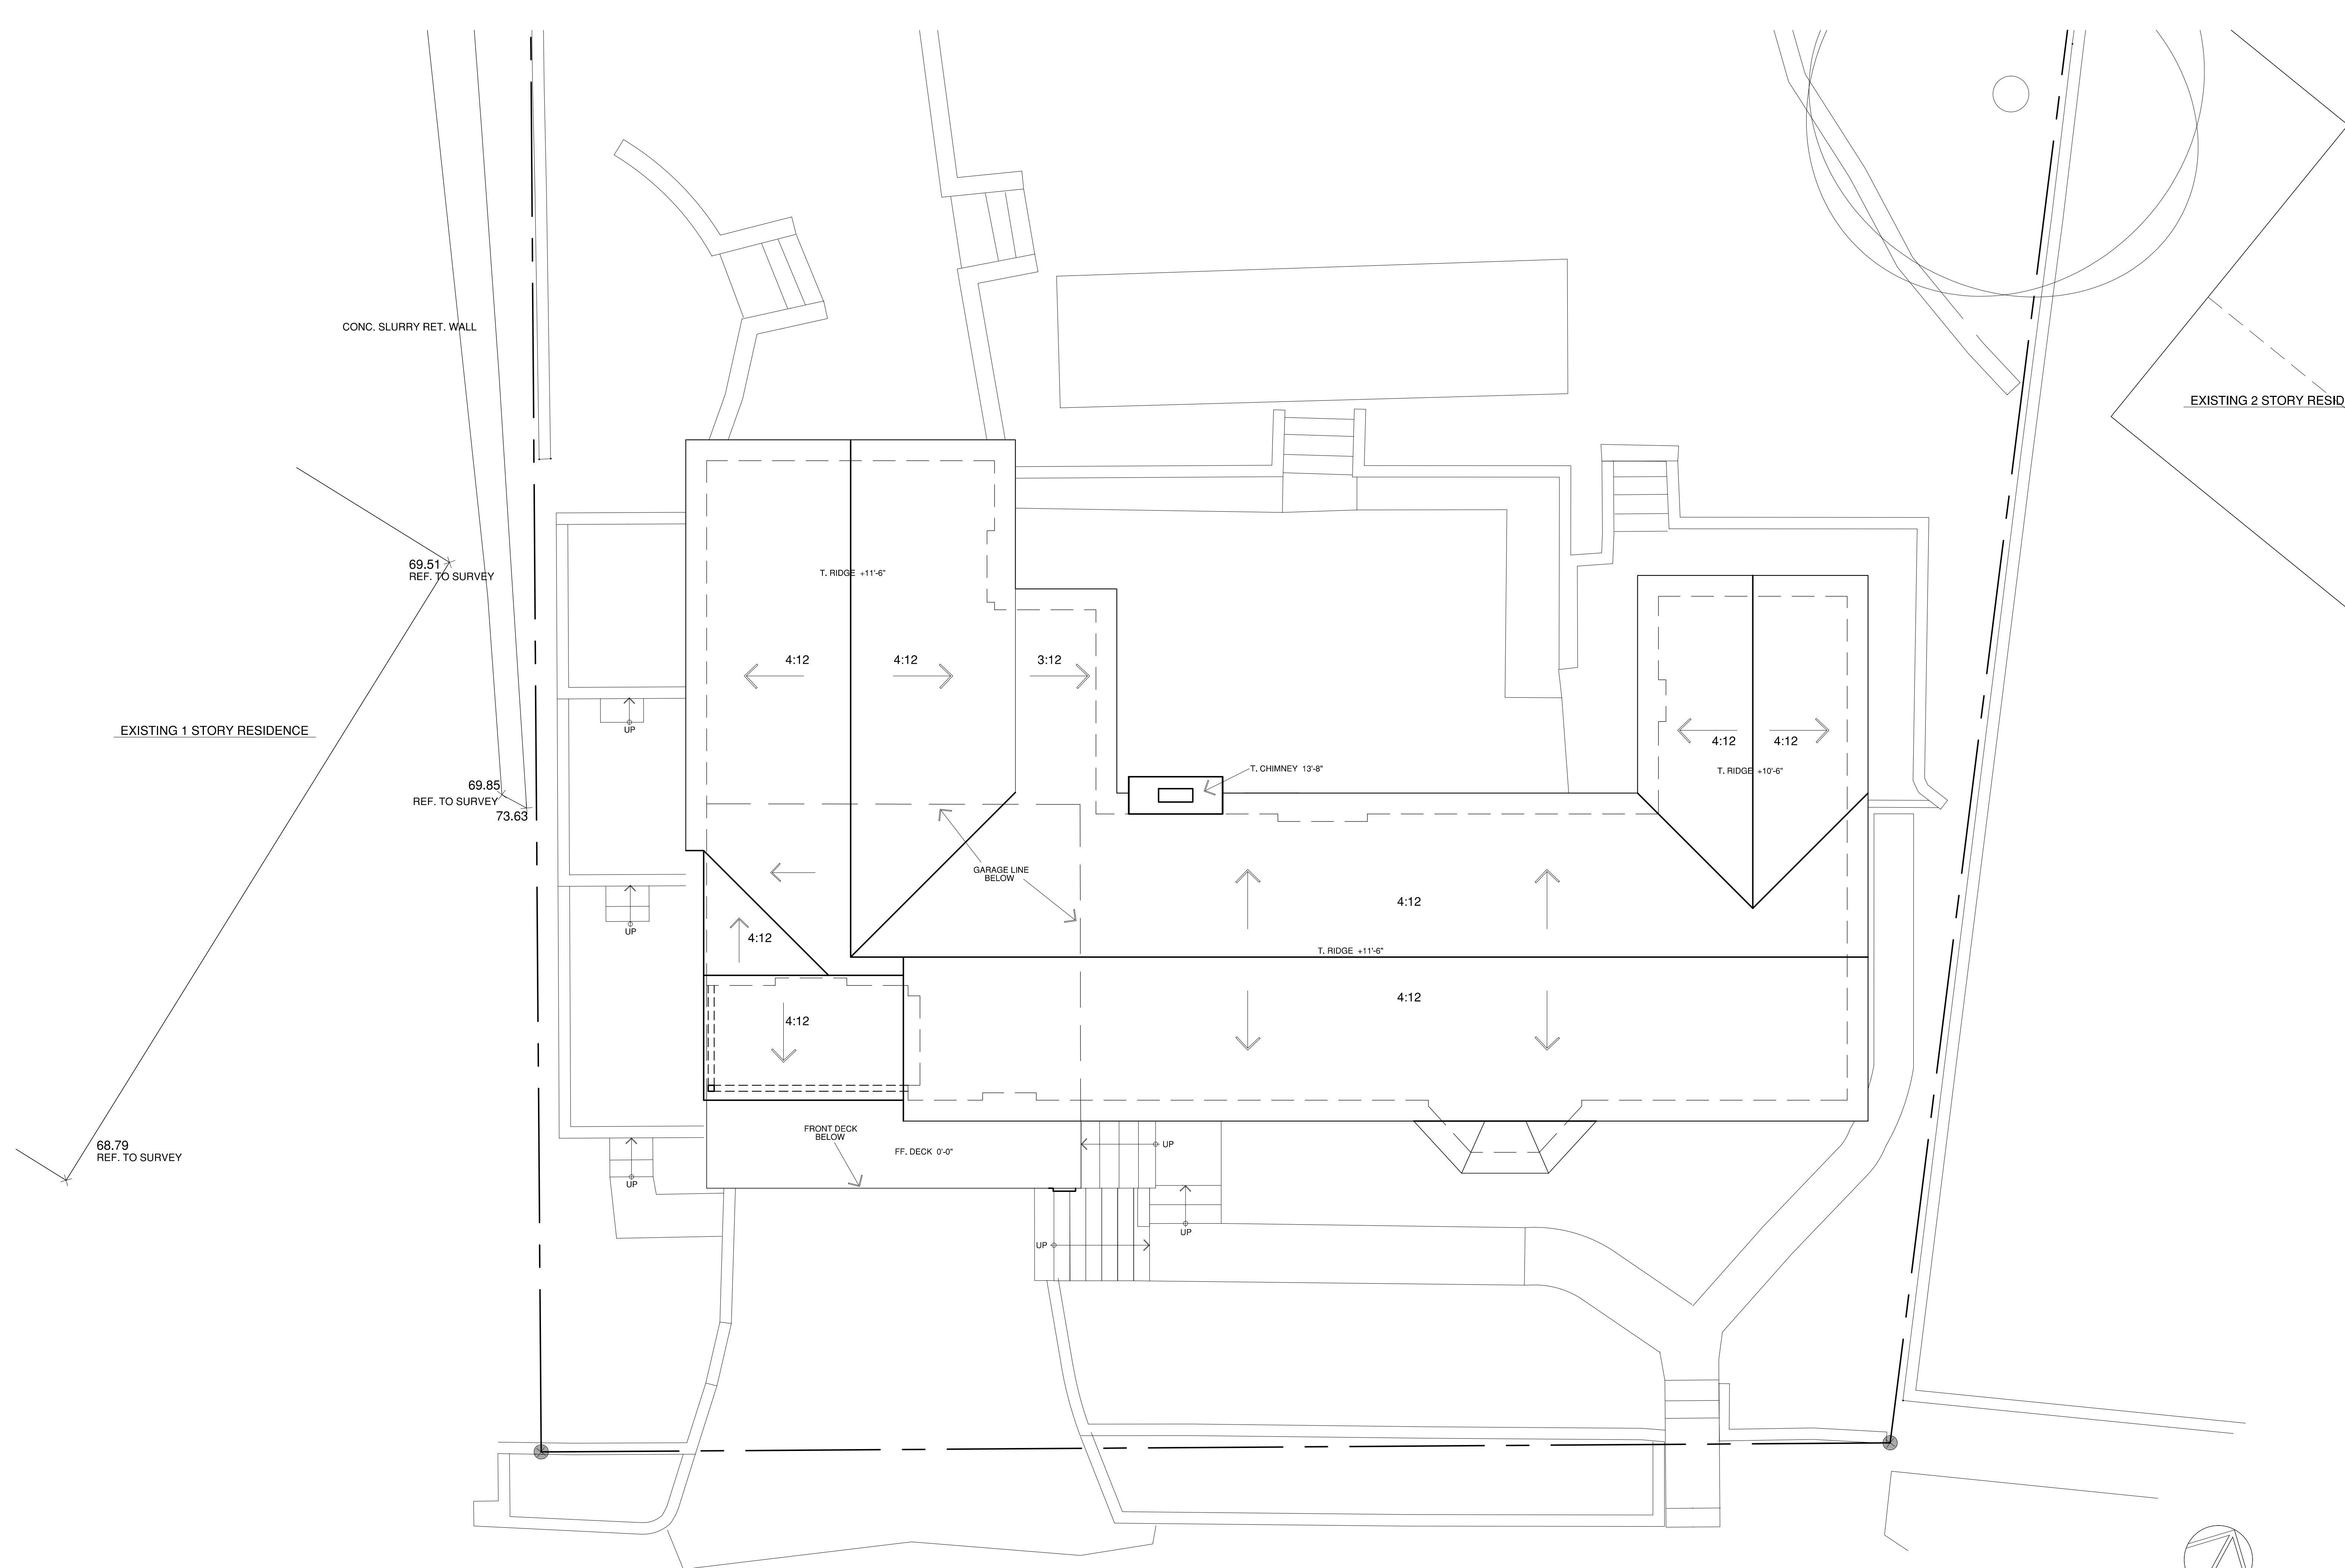 CONC. SLURRY RET. WALL
EXISTING 2 STORY RESID
69.51
REF. TO SURVEY
T. RIDGE +11'-6"
4:12
4:12
3:12
EXISTING 1 STORY RESIDENCE
UP
4:12
4:12
T. RIDGE +10'-6"
T. CHIMNEY 13'-8"
69.85
REF. TO SURVEY
73.63
GARAGE LINE
BELOW
4:12
UP
4:12
T. RIDGE +11'-6"
4:12
4:12
FRONT DECK
BELOW
FF. DECK 0'-0"
UP
68.79
REF. TO SURVEY
UP
UP
UP